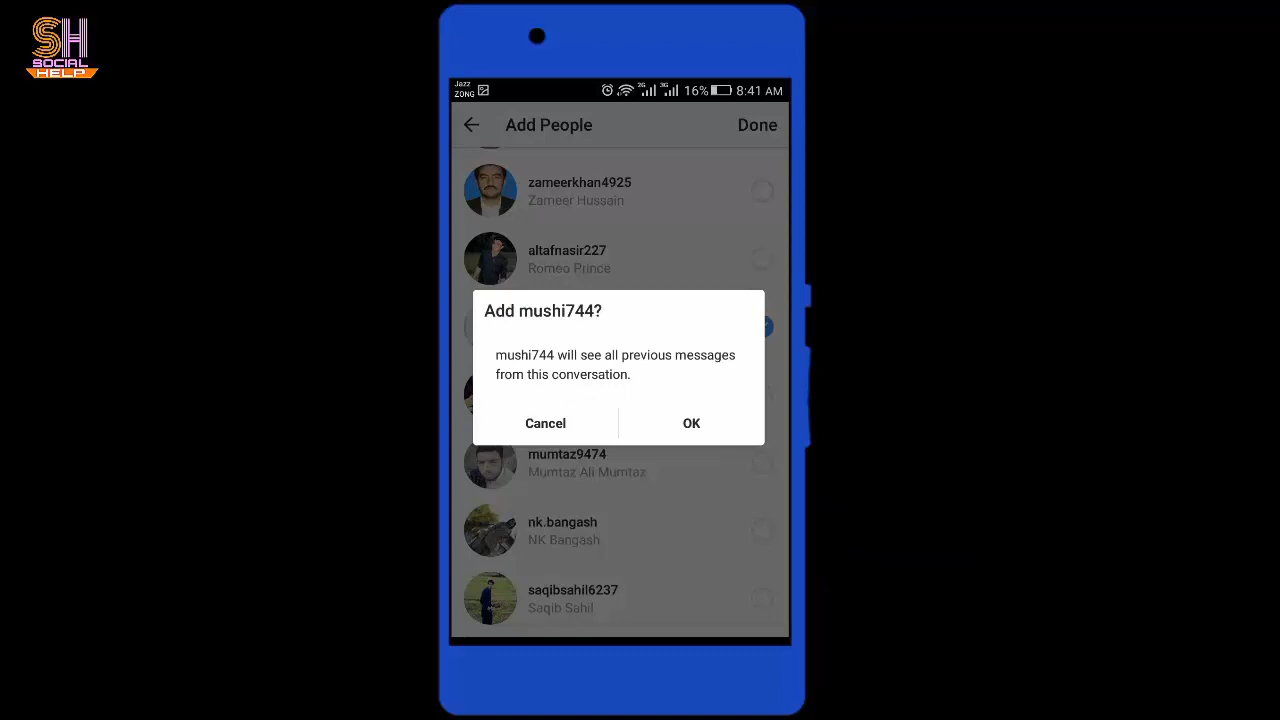 SH
SOCIAL
HELP
Jazz
ZONG
2G
3G
16%
8:41 AM
Add People
Done
zameerkhan4925
Zameer Hussain
altafnasir227
Romeo Prince
Add mushi744?
mushi744 will see all previous messages
from this conversation.
Cancel
OK
mumtaz9474
Mumtaz Ali Mumtaz
nk.bangash
NK Bangash
saqibsahil6237
Saqib Sahil